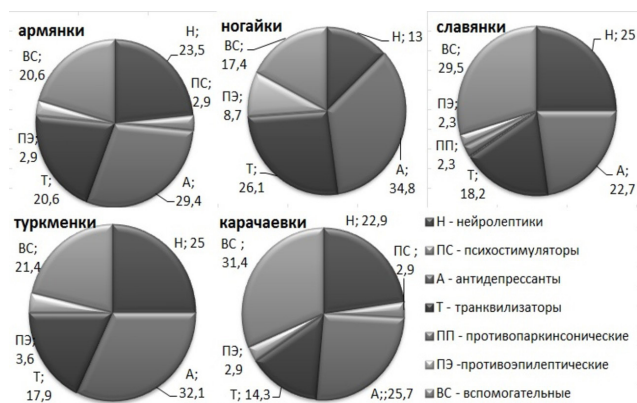 армянки
Н;
23,5
ПС;
2,9
А;
29,4
Т;
20,6
ПЭ;
2,9
ВС;
20,6
ногайки
Н; 13
А;
34,8
Т;
26,1
ПЭ;
8,7
ВС;
17,4
славянки
Н; 25
А;
22,7
Т;
18,2
ПП;
2,3
ПЭ;
2,3
ВС;
29,5
туркменки
Н; 25
А;
32,1
Т;
17,9
ПЭ;
3,6
ВС;
21,4
карачаевки
Н; 22,9
ПС ;
2,9
А;;25,7
Т; 14,3
ПЭ;
2,9
ВС ;
31,4
Н - нейролептики
ПС - психостимуляторы
А - антидепрессанты
Т - транквилизаторы
ПП - противопаркинсонические
ПЭ -противоэпилептические
ВС - вспомогательные